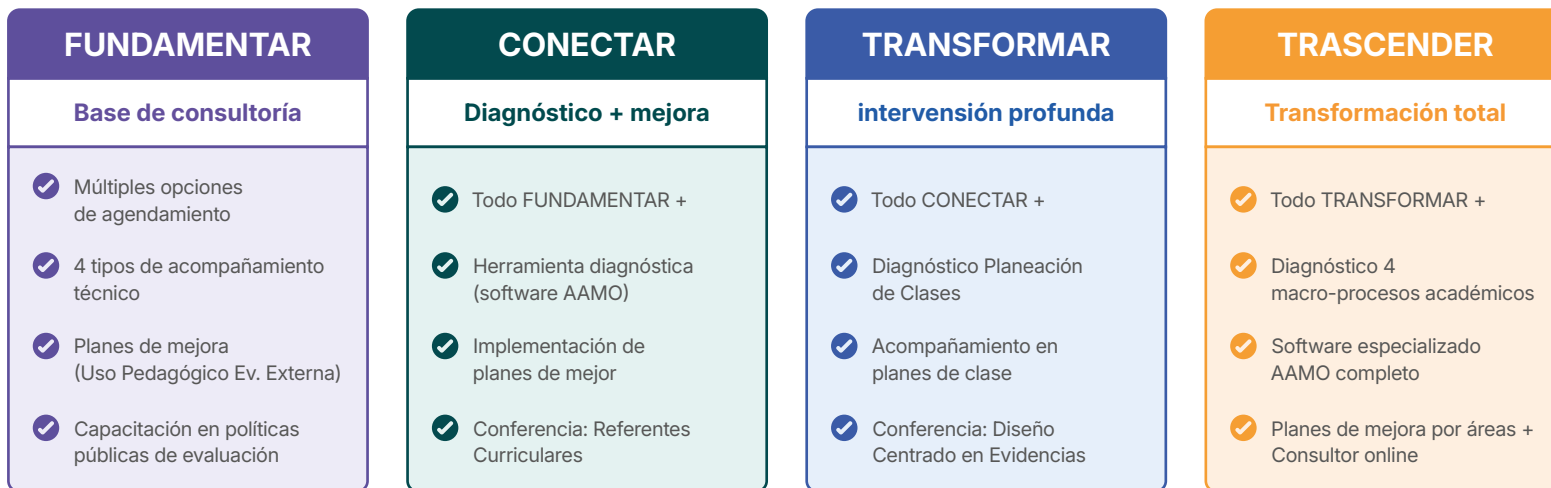 FUNDAMENTAR
Base de consultoría
Múltiples opciones
de agendamiento
4 tipos de acompañamiento
técnico
Planes de mejora
(Uso Pedagógico Ev. Externa)
Capacitación en políticas
públicas de evaluación
CONECTAR
Diagnóstico + mejora
Todo FUNDAMENTAR +
Herramienta diagnóstica
(software AAMO)
Implementación de
planes de mejor
Conferencia: Referentes
Curriculares
TRANSFORMAR
intervensión profunda
Todo CONECTAR +
Diagnóstico Planeación
de Clases
Acompañamiento en
planes de clase
Conferencia: Diseño
Centrado en Evidencias
TRASCENDER
Transformación total
Todo TRANSFORMAR +
Diagnóstico 4
macro-procesos académicos
Software especializado
AAMO completo
Planes de mejora por áreas +
Consultor online